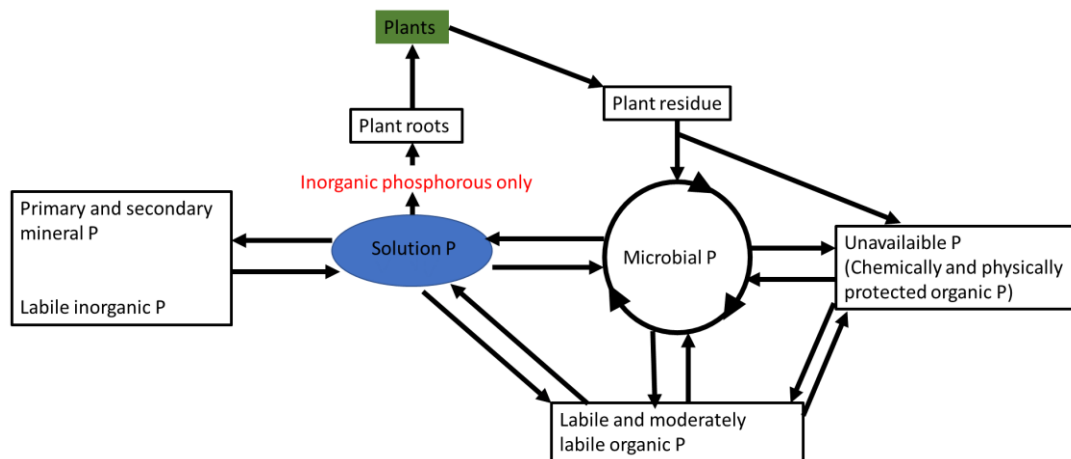 Plants
Plant residue
Plant roots
Inorganic phosphorous only
Primary and secondary
mineral P
Labile inorganic P
Solution P
Microbial P
Unavailaible P
(Chemically and physically
protected organic P)
Labile and moderately
labile organic P